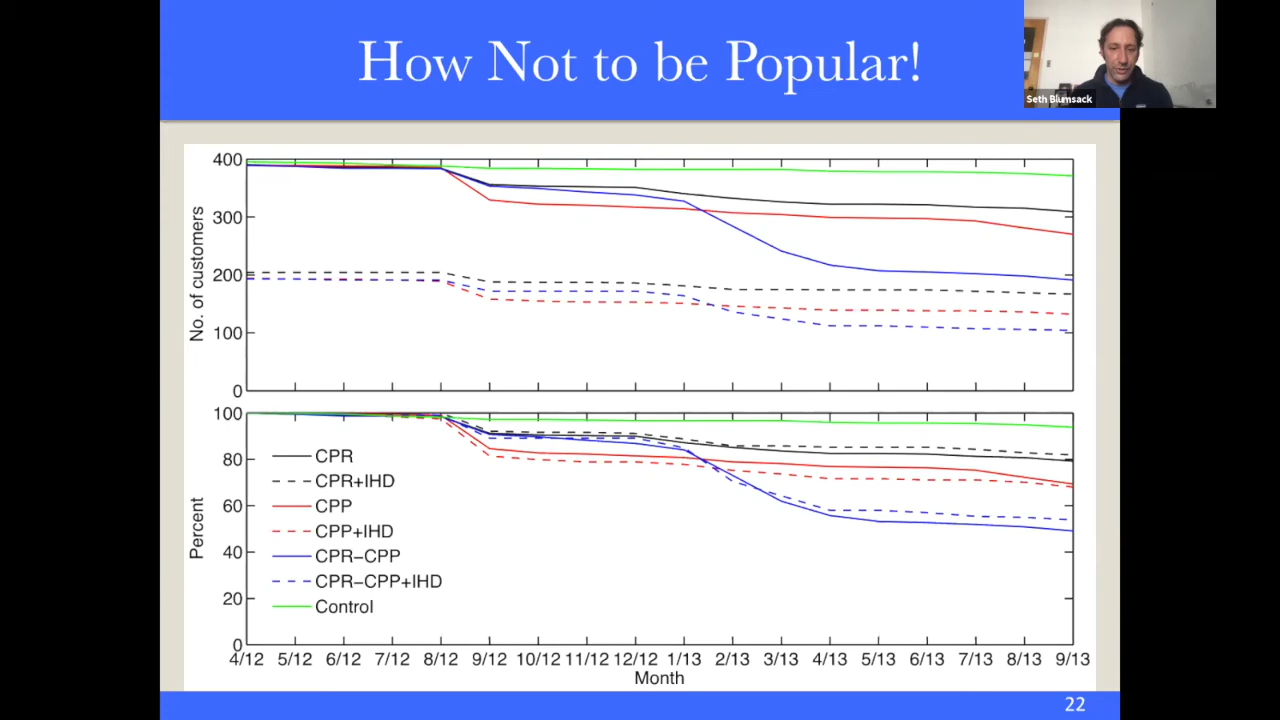 How Not to be Popular!
Seth Blumsack
400
300
200
100
0
No. of customers
100
80
60
40
20
0
Percent
CPR
CPR+IHD
CPP
CPP+IHD
CPR−CPP
CPR−CPP+IHD
Control
4/12 5/12 6/12 7/12 8/12 9/12 10/12 11/12 12/12 1/13 2/13 3/13 4/13 5/13 6/13 7/13 8/13 9/13
Month
22